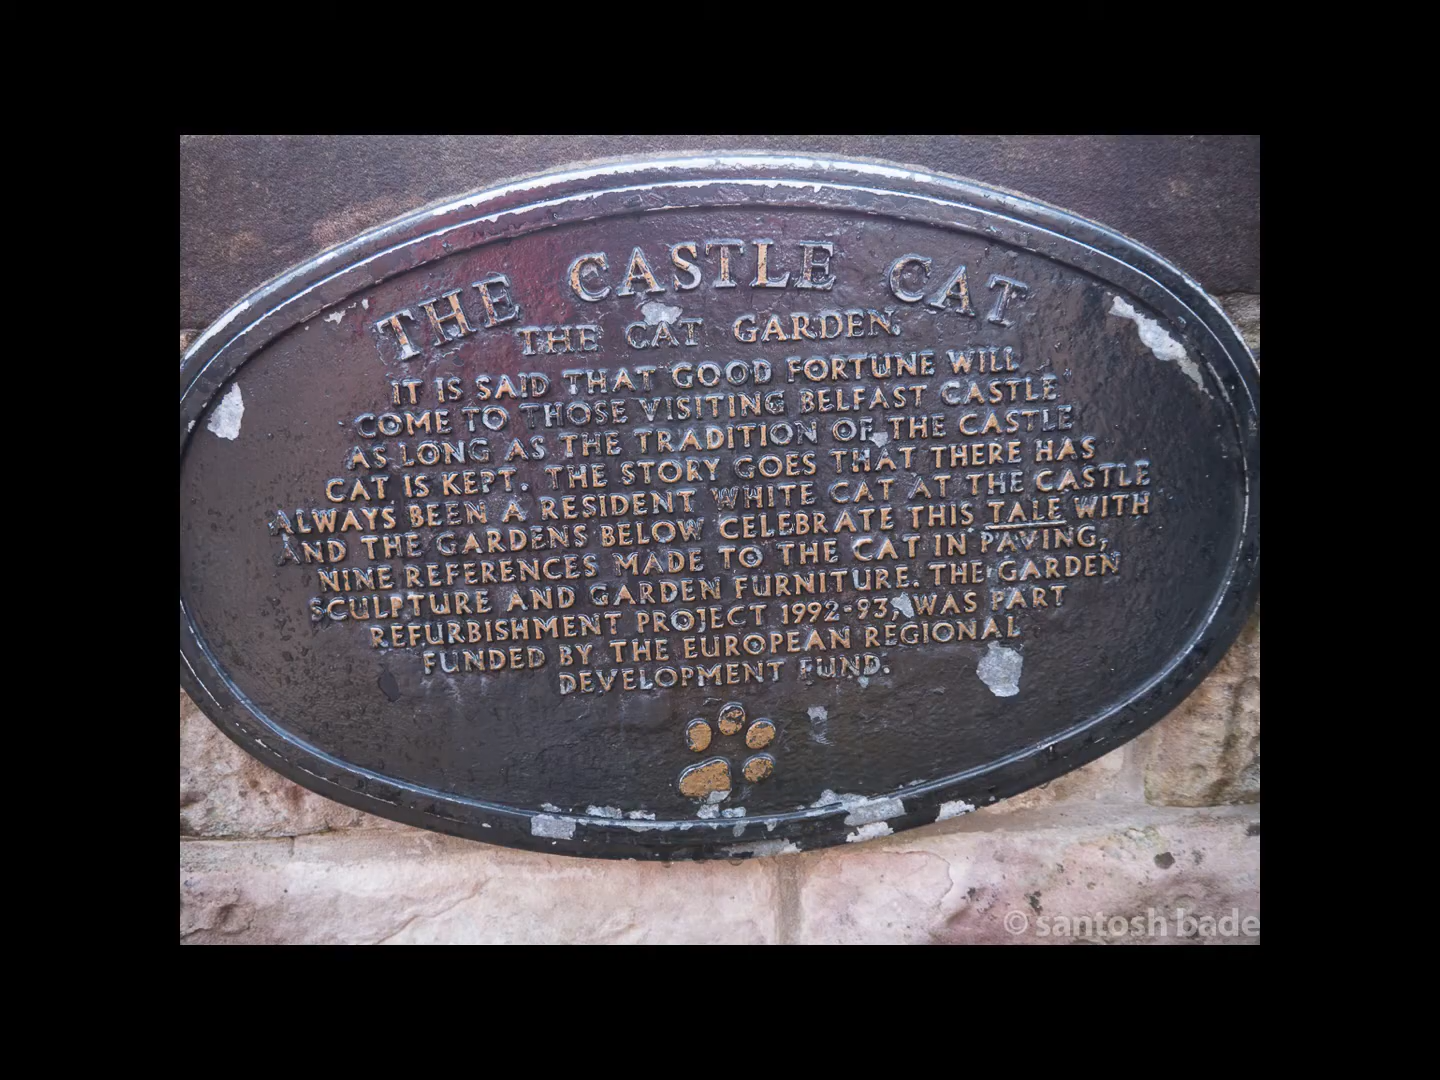 THE CASTLE CAT
THE CAT GARDEN.
IT IS SAID THAT GOOD FORTUNE WILL
COME TO THOSE VISITING BELFAST CASTLE
AS LONG AS THE TRADITION OF THE CASTLE
CAT IS KEPT. THE STORY GOES THAT THERE HAS
ALWAYS BEEN A RESIDENT WHITE CAT AT THE CASTLE
AND THE GARDENS BELOW CELEBRATE THIS TALE WITH
NINE REFERENCES MADE TO THE CAT IN PAVING,
SCULPTURE AND GARDEN FURNITURE. THE GARDEN
REFURBISHMENT PROJECT 1992-93, WAS PART
FUNDED BY THE EUROPEAN REGIONAL
DEVELOPMENT FUND.
© santosh bade